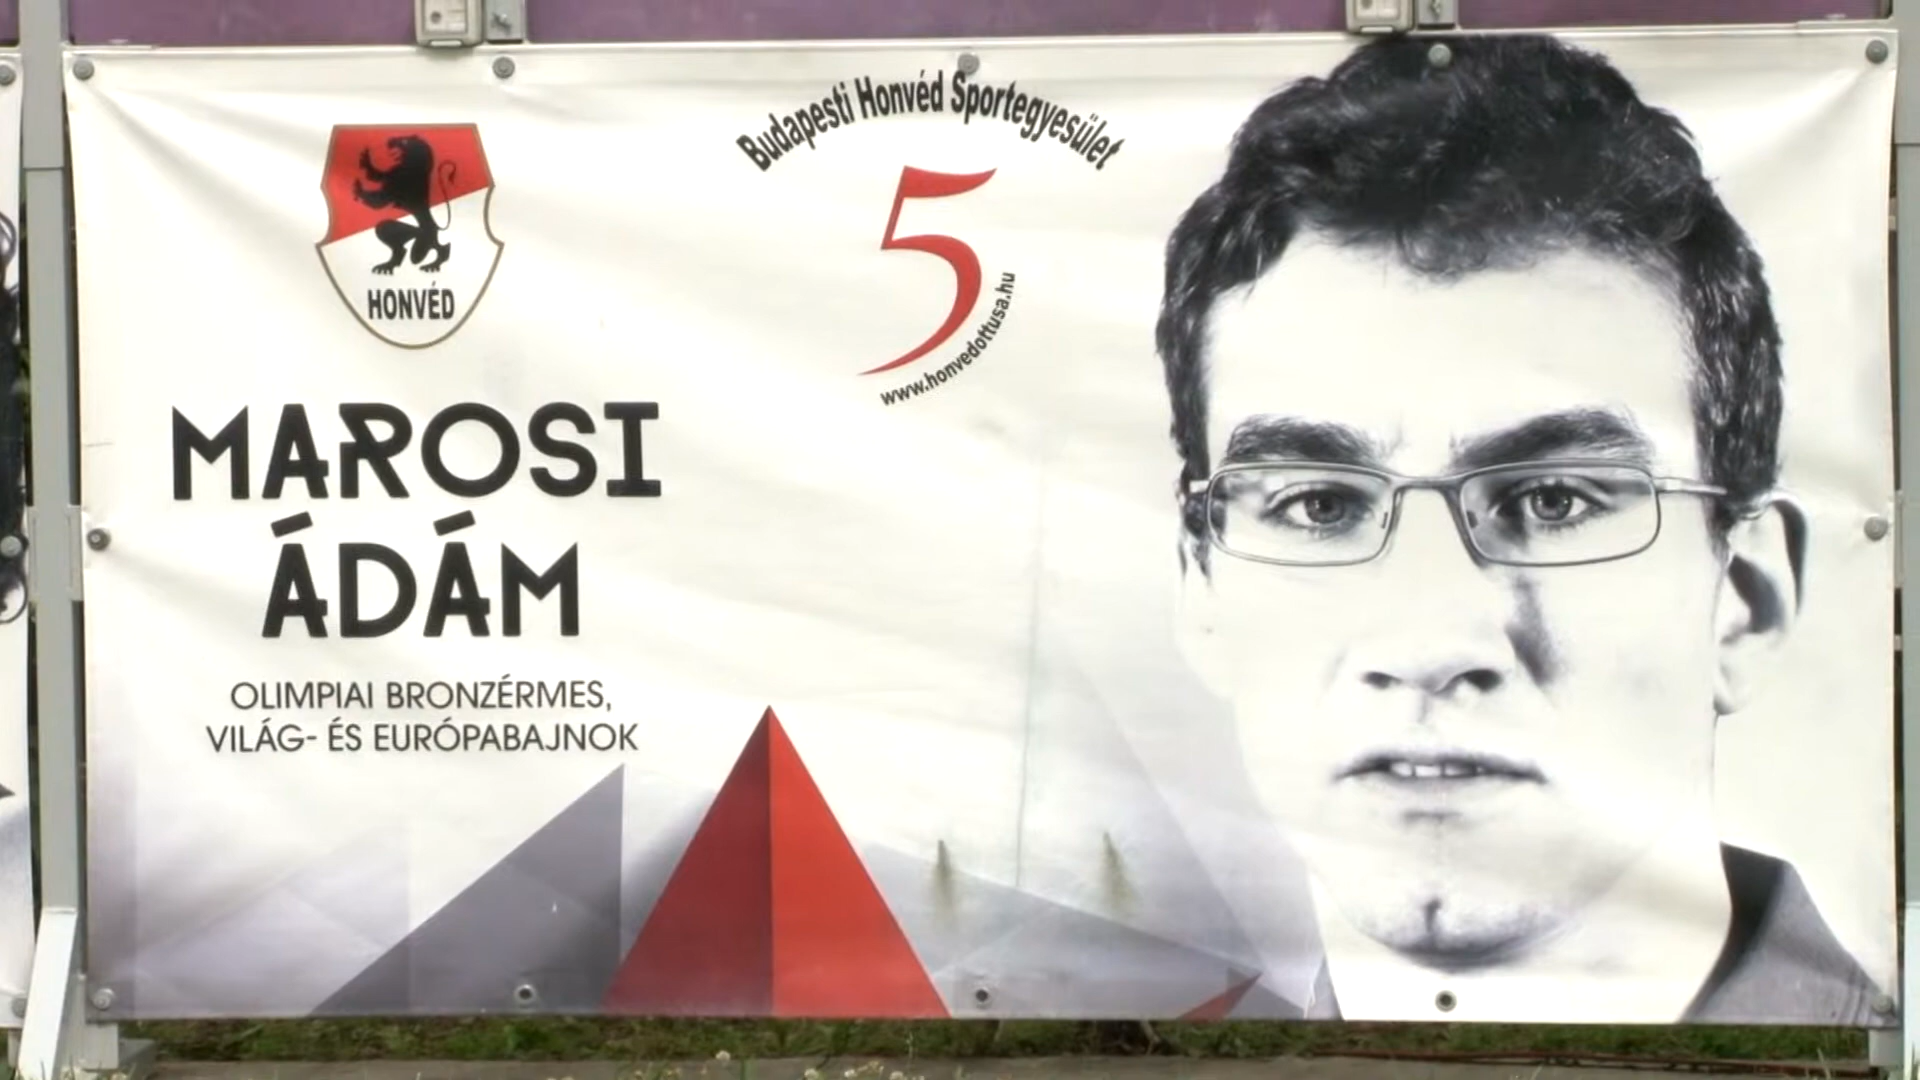 Budapesti Honvéd Sportegyesület
5
www.honvedottusa.hu
HONVÉD
MAROSI
ÁDÁM
OLIMPIAI BRONZÉRMES,
VILÁG- ÉS EURÓPABAJNOK